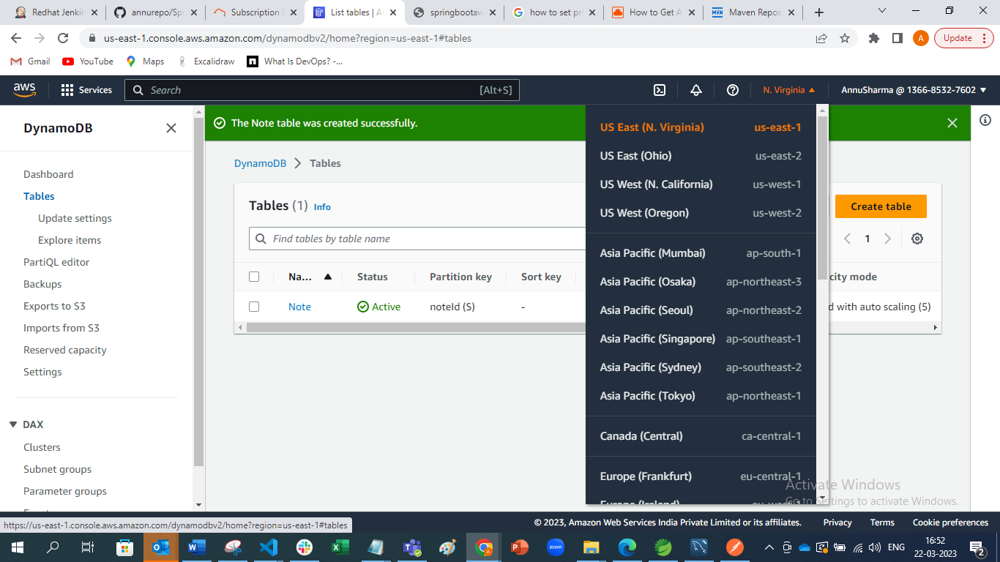 Redhat Jenkin
annurepo/Spr
Subscription
List tables | A
springbootaw
how to set pr
How to Get A
Maven Repos
us-east-1.console.aws.amazon.com/dynamodbv2/home?region=us-east-1#tables
Update
Gmail
YouTube
Maps
Excalidraw
What Is DevOps? -...
aws
Services
Search
[Alt+S]
N. Virginia
AnnuSharma @ 1366-8532-7602
DynamoDB
The Note table was created successfully.
US East (N. Virginia) us-east-1
US East (Ohio) us-east-2
US West (N. California) us-west-1
US West (Oregon) us-west-2
Asia Pacific (Mumbai) ap-south-1
Asia Pacific (Osaka) ap-northeast-3
Asia Pacific (Seoul) ap-northeast-2
Asia Pacific (Singapore) ap-southeast-1
Asia Pacific (Sydney) ap-southeast-2
Asia Pacific (Tokyo) ap-northeast-1
Canada (Central) ca-central-1
Europe (Frankfurt) eu-central-1
Europe (Ireland) eu-west-1
Dashboard
Tables
Update settings
Explore items
PartiQL editor
Backups
Exports to S3
Imports from S3
Reserved capacity
Settings
DAX
Clusters
Subnet groups
Parameter groups
DynamoDB > Tables
Tables (1) Info
Create table
Find tables by table name
1
Na... Status Partition key Sort key city mode
Note Active noteId (S) - d with auto scaling (5)
Activate Windows
Go to Settings to activate Windows.
https://us-east-1.console.aws.amazon.com/dynamodbv2/home?region=us-east-1#tables
© 2023, Amazon Web Services India Private Limited or its affiliates.
Privacy
Terms
Cookie preferences
zoom
ENG
16:52
22-03-2023
2